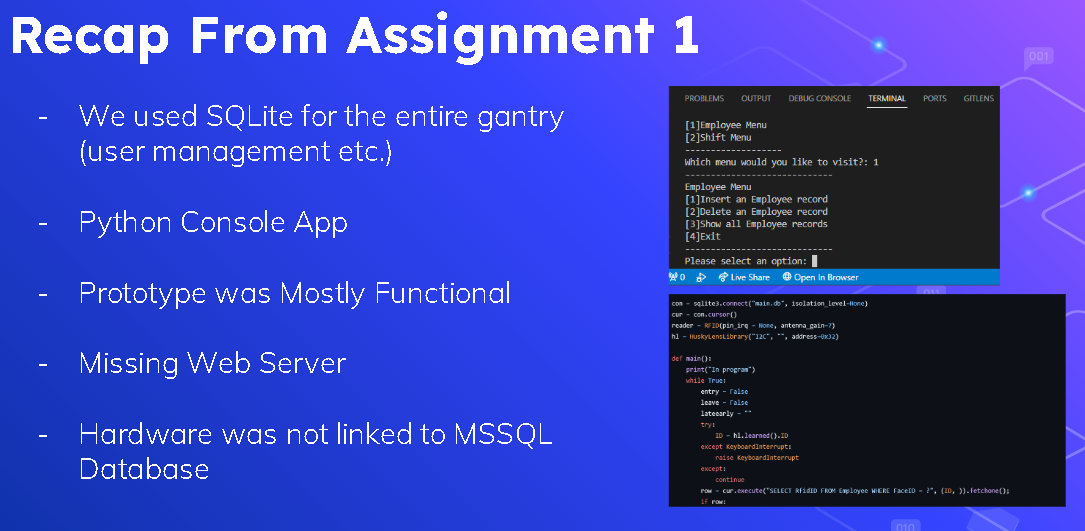 Recap From Assignment 1
- We used SQLite for the entire gantry
(user management etc.)
- Python Console App
- Prototype was Mostly Functional
- Missing Web Server
- Hardware was not linked to MSSQL
Database
001
PROBLEMS OUTPUT DEBUG CONSOLE TERMINAL PORTS GITLENS
[1]Employee Menu
[2]Shift Menu
-------------------
Which menu would you like to visit?: 1
-----------------------------
Employee Menu
[1]Insert an Employee record
[2]Delete an Employee record
[3]Show all Employee records
[4]Exit
-----------------------------
Please select an option:
0 Live Share Open In Browser
011
con = sqlite3.connect("main.db", isolation_level=None)
cur = con.cursor()
reader = RFID(pin_irq = None, antenna_gain=7)
hl = HuskyLensLibrary("I2C", "", address=0x32)
def main():
print("In program")
while True:
entry = False
leave = False
lateearly = ""
try:
ID = hl.learned().ID
except KeyboardInterrupt:
raise KeyboardInterrupt
except:
continue
row = cur.execute("SELECT RfidID FROM Employee WHERE FaceID = ?", (ID, )).fetchone();
if row:
010